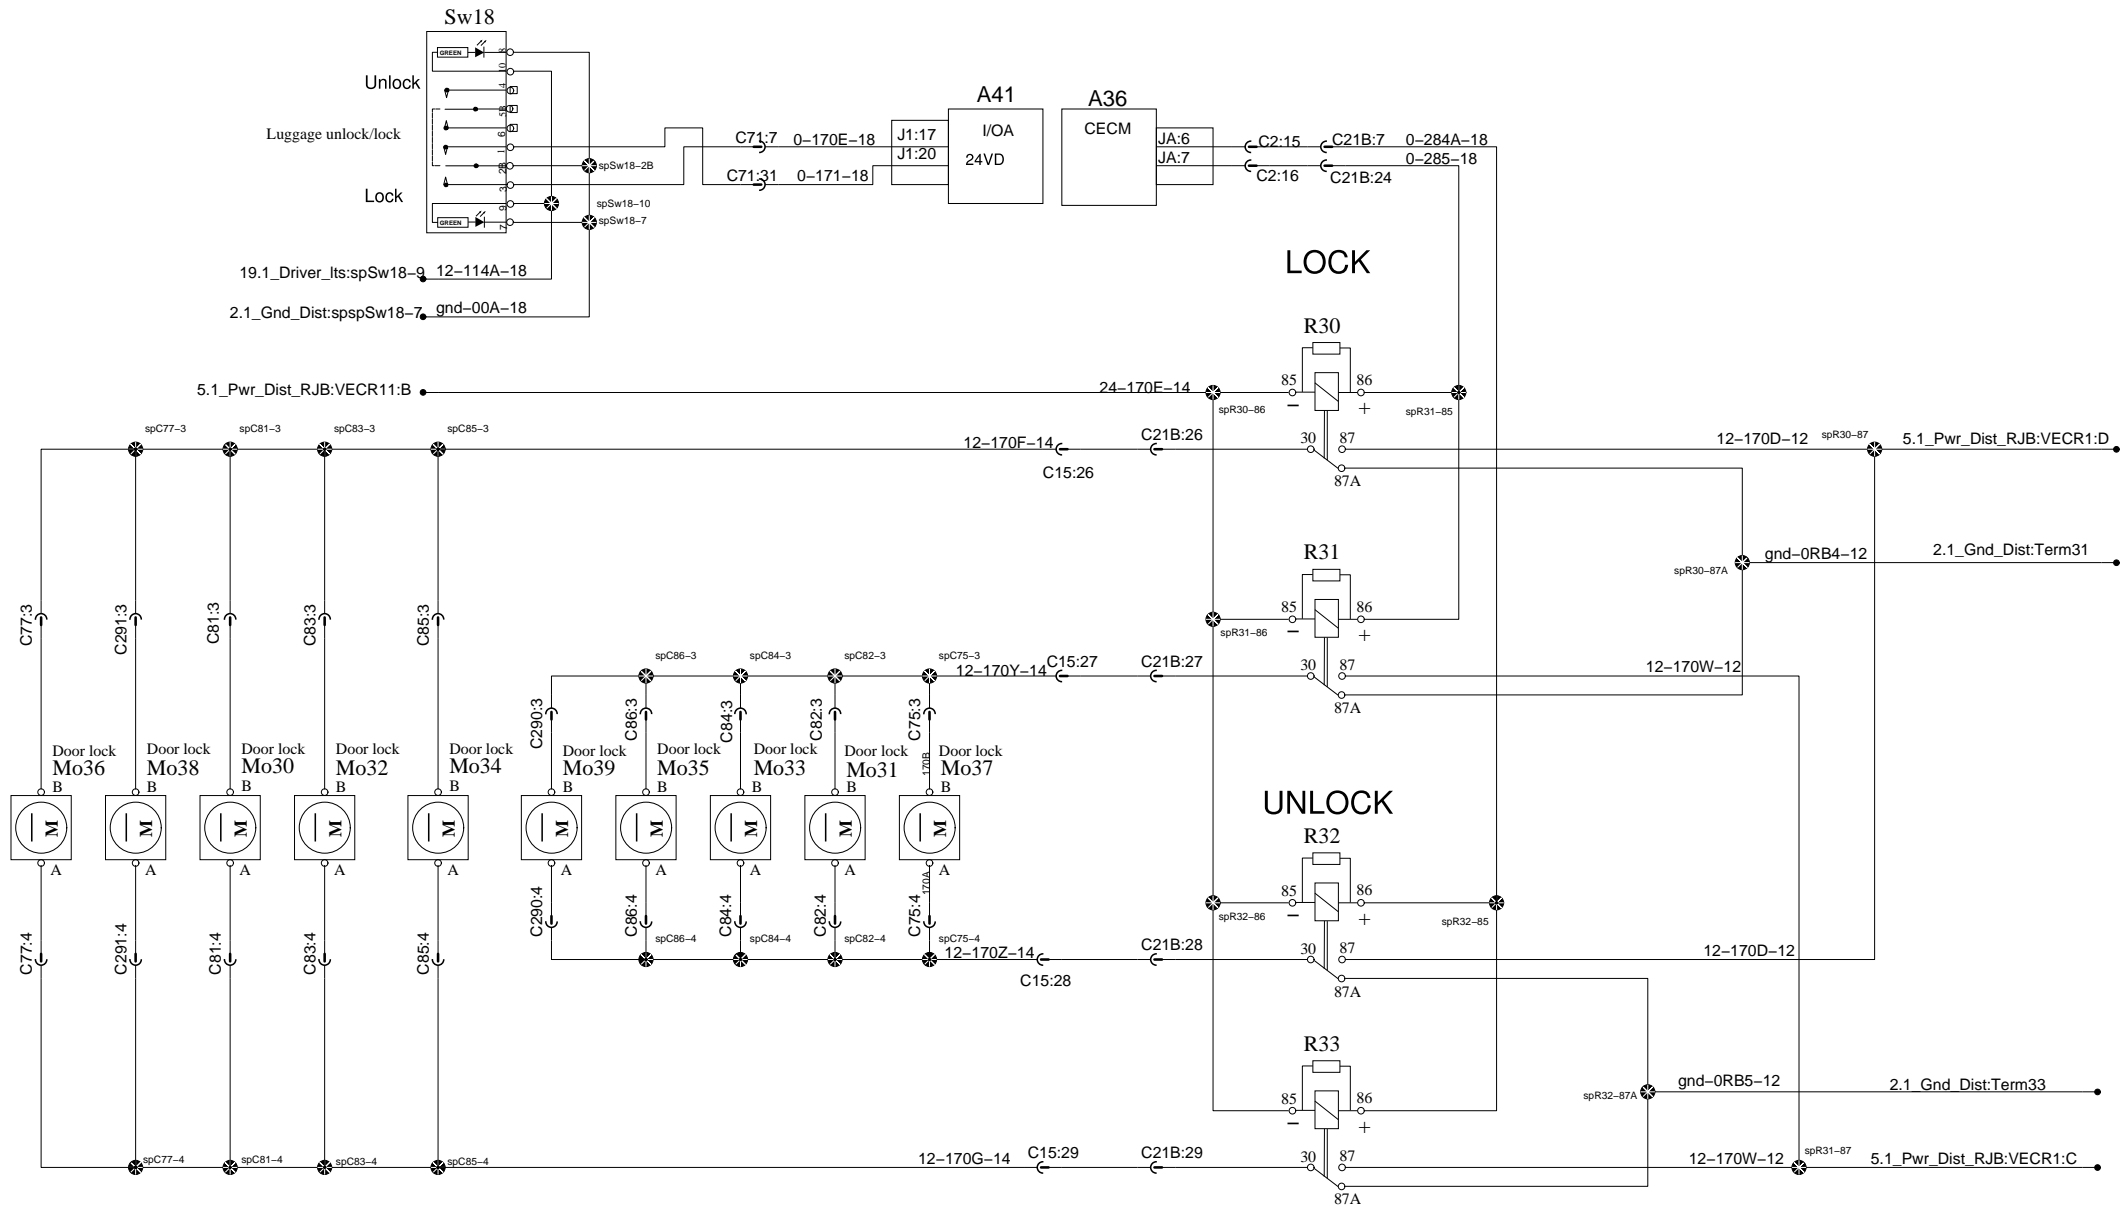 Sw18
GREEN
8
10
Unlock
4
5B
Luggage unlock/lock
6
1
2B
spSw18-2B
3
Lock
9
spSw18-10
GREEN
7
spSw18-7
19.1_Driver_lts:spSw18-9 12-114A-18
2.1_Gnd_Dist:spspSw18-7 gnd-00A-18
C71:7 0-170E-18
C71:31 0-171-18
A41
J1:17 I/OA
J1:20 24VD
A36
CECM
JA:6 C2:15 C21B:7 0-284A-18
JA:7 C2:16 C21B:24 0-285-18
LOCK
R30
5.1_Pwr_Dist_RJB:VECR11:B 24-170E-14
85 86
spR30-86 − + spR31-85
spC77-3 spC81-3 spC83-3 spC85-3
12-170F-14 C15:26 C21B:26 30 87 12-170D-12 spR30-87 5.1_Pwr_Dist_RJB:VECR1:D
87A
R31
gnd-0RB4-12 2.1_Gnd_Dist:Term31
spR30-87A
85 86
spR31-86 − +
C77:3 C291:3 C81:3 C83:3 C85:3
spC86-3 spC84-3 spC82-3 spC75-3
12-170Y-14 C15:27 C21B:27 30 87 12-170W-12
87A
C290:3 C86:3 C84:3 C82:3 C75:3
170B
Door lock Door lock Door lock Door lock Door lock Door lock Door lock Door lock Door lock Door lock
Mo36 Mo38 Mo30 Mo32 Mo34 Mo39 Mo35 Mo33 Mo31 Mo37
B B B B B B B B B B
M M M M M M M M M M
A A A A A A A A A A
170A
C290:4 C86:4 C84:4 C82:4 C75:4
UNLOCK
R32
85 86
spR32-86 − + spR32-85
C77:4 C291:4 C81:4 C83:4 C85:4
spC86-4 spC84-4 spC82-4 spC75-4
12-170Z-14 C15:28 C21B:28 30 87 12-170D-12
87A
R33
gnd-0RB5-12 2.1_Gnd_Dist:Term33
spR32-87A
85 86
− +
spC77-4 spC81-4 spC83-4 spC85-4
12-170G-14 C15:29 C21B:29 30 87 12-170W-12 spR31-87 5.1_Pwr_Dist_RJB:VECR1:C
87A